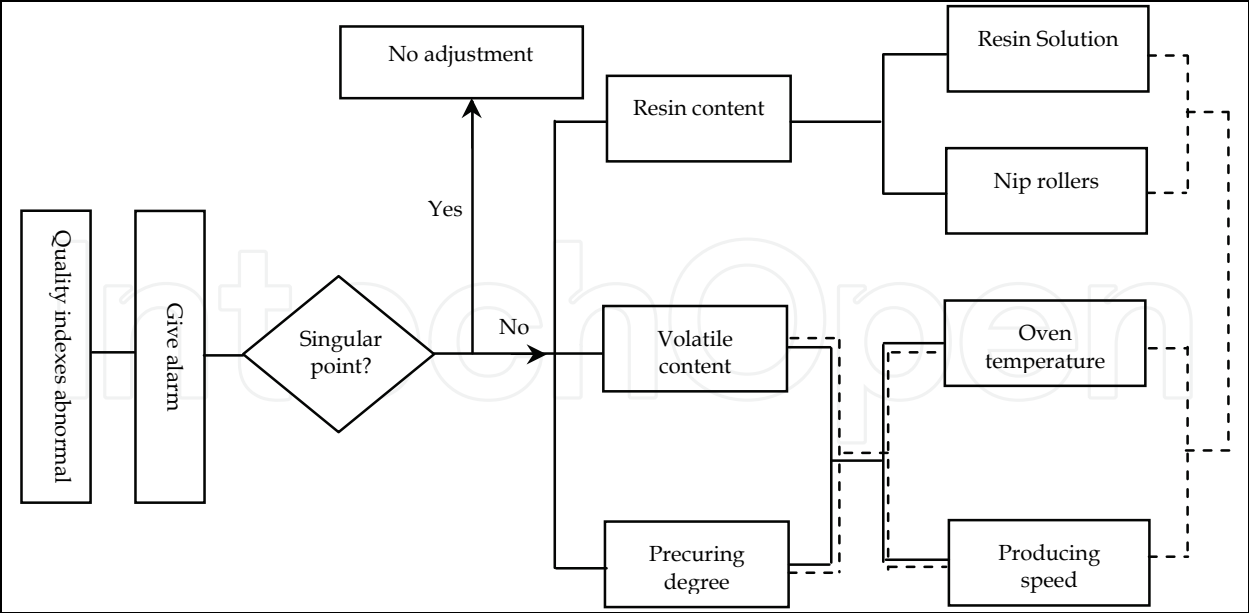 Quality indexes abnormal
Give alarm
Singular
point?
Yes
No
No adjustment
Resin content
Volatile
content
Precuring
degree
Resin Solution
Nip rollers
Oven
temperature
Producing
speed
IntechOpen